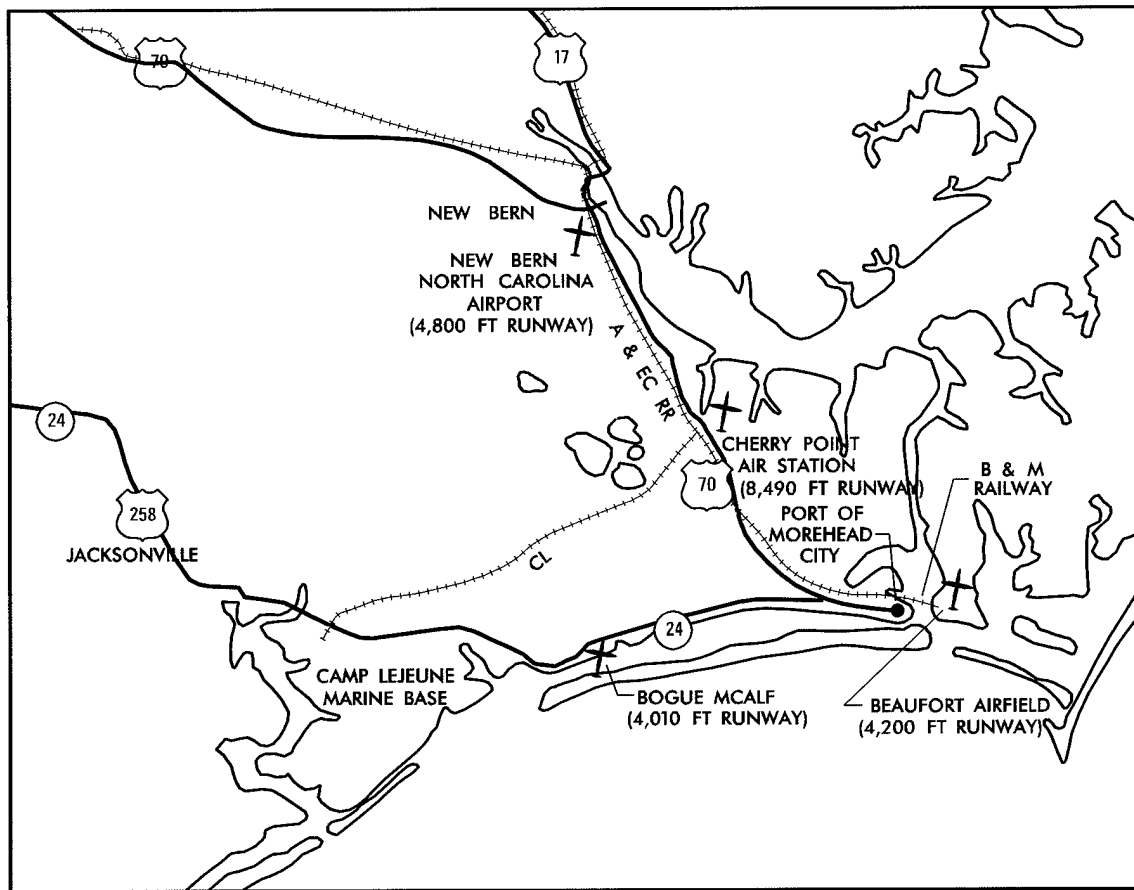 70
17
NEW BERN
NEW BERN
NORTH CAROLINA
AIRPORT
(4,800 FT RUNWAY)
A & EC RR
24
258
JACKSONVILLE
CHERRY POINT
AIR STATION
(8,490 FT RUNWAY)
70
PORT OF
MOREHEAD
CITY
B & M
RAILWAY
CL
24
CAMP LEJEUNE
MARINE BASE
BOGUE MCALF
(4,010 FT RUNWAY)
BEAUFORT AIRFIELD
(4,200 FT RUNWAY)